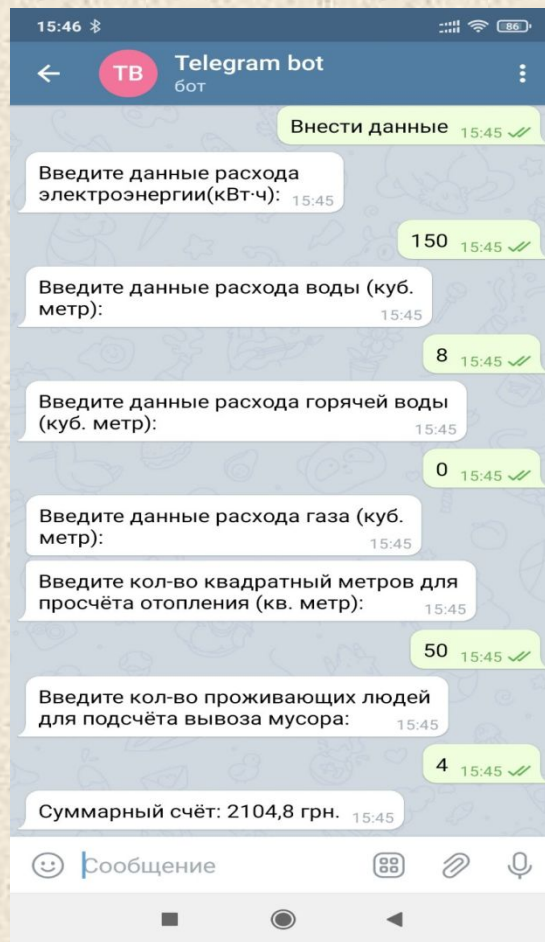 15:46 86
TB Telegram bot
бот
Внести данные 15:45
Введите данные расхода
электроэнергии(кВт·ч): 15:45
150 15:45
Введите данные расхода воды (куб.
метр): 15:45
8 15:45
Введите данные расхода горячей воды
(куб. метр): 15:45
0 15:45
Введите данные расхода газа (куб.
метр): 15:45
Введите кол-во квадратный метров для
просчёта отопления (кв. метр): 15:45
50 15:45
Введите кол-во проживающих людей
для подсчёта вывоза мусора: 15:45
4 15:45
Суммарный счёт: 2104,8 грн. 15:45
Сообщение